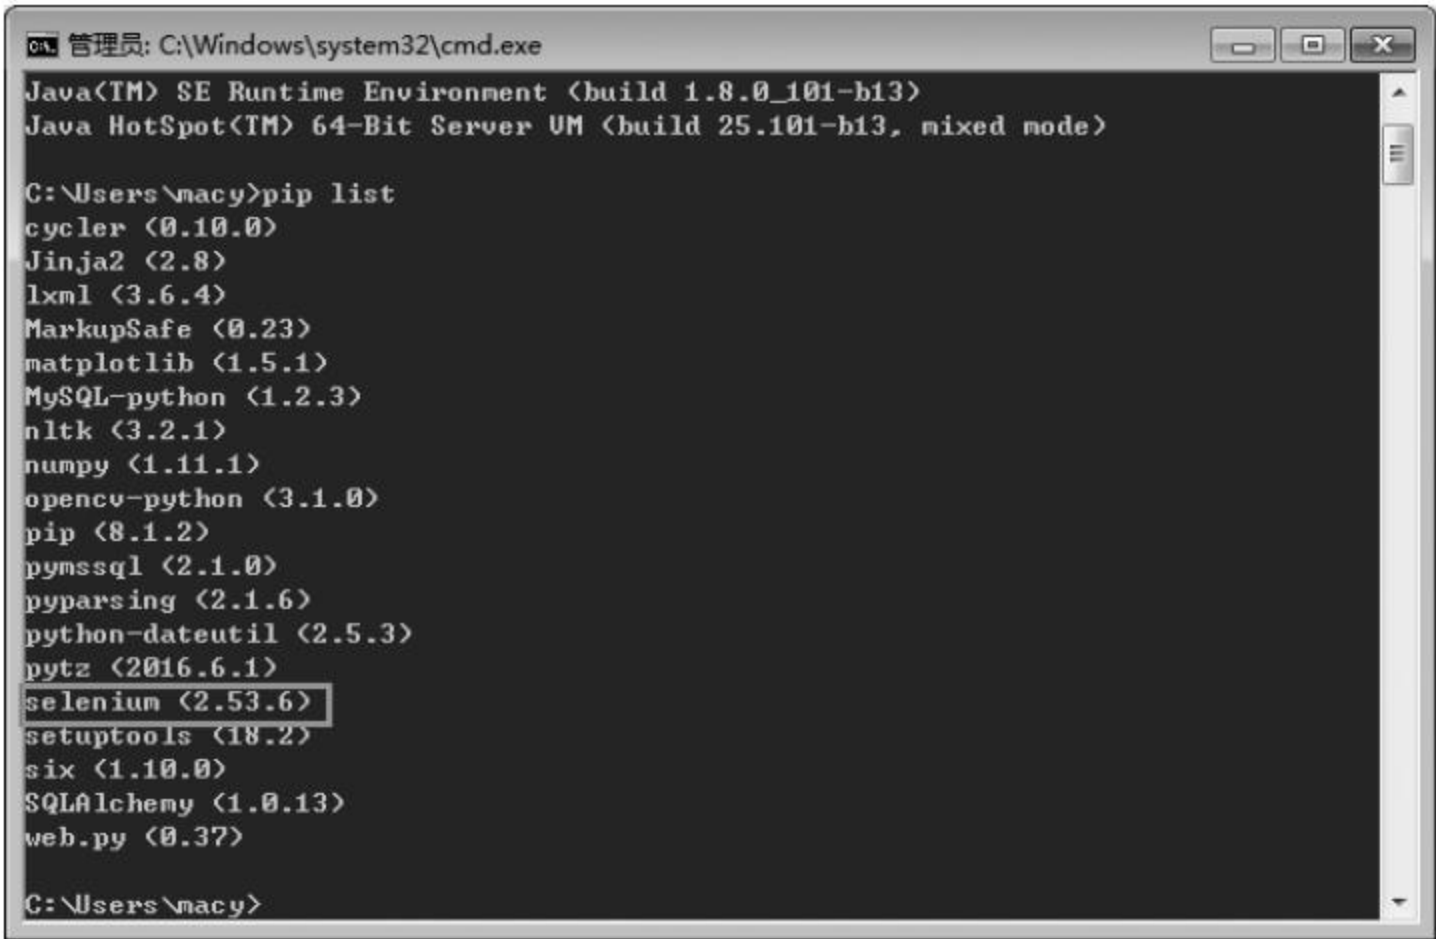 管理员: C:\Windows\system32\cmd.exe
Java(TM) SE Runtime Environment (build 1.8.0_101-b13)
Java HotSpot(TM) 64-Bit Server VM (build 25.101-b13, mixed mode)
C:\Users\macy>pip list
cycler (0.10.0)
Jinja2 (2.8)
lxml (3.6.4)
MarkupSafe (0.23)
matplotlib (1.5.1)
MySQL-python (1.2.3)
nltk (3.2.1)
numpy (1.11.1)
opencv-python (3.1.0)
pip (8.1.2)
pymssql (2.1.0)
pyparsing (2.1.6)
python-dateutil (2.5.3)
pytz (2016.6.1)
selenium (2.53.6)
setuptools (18.2)
six (1.10.0)
SQLAlchemy (1.0.13)
web.py (0.37)
C:\Users\macy>